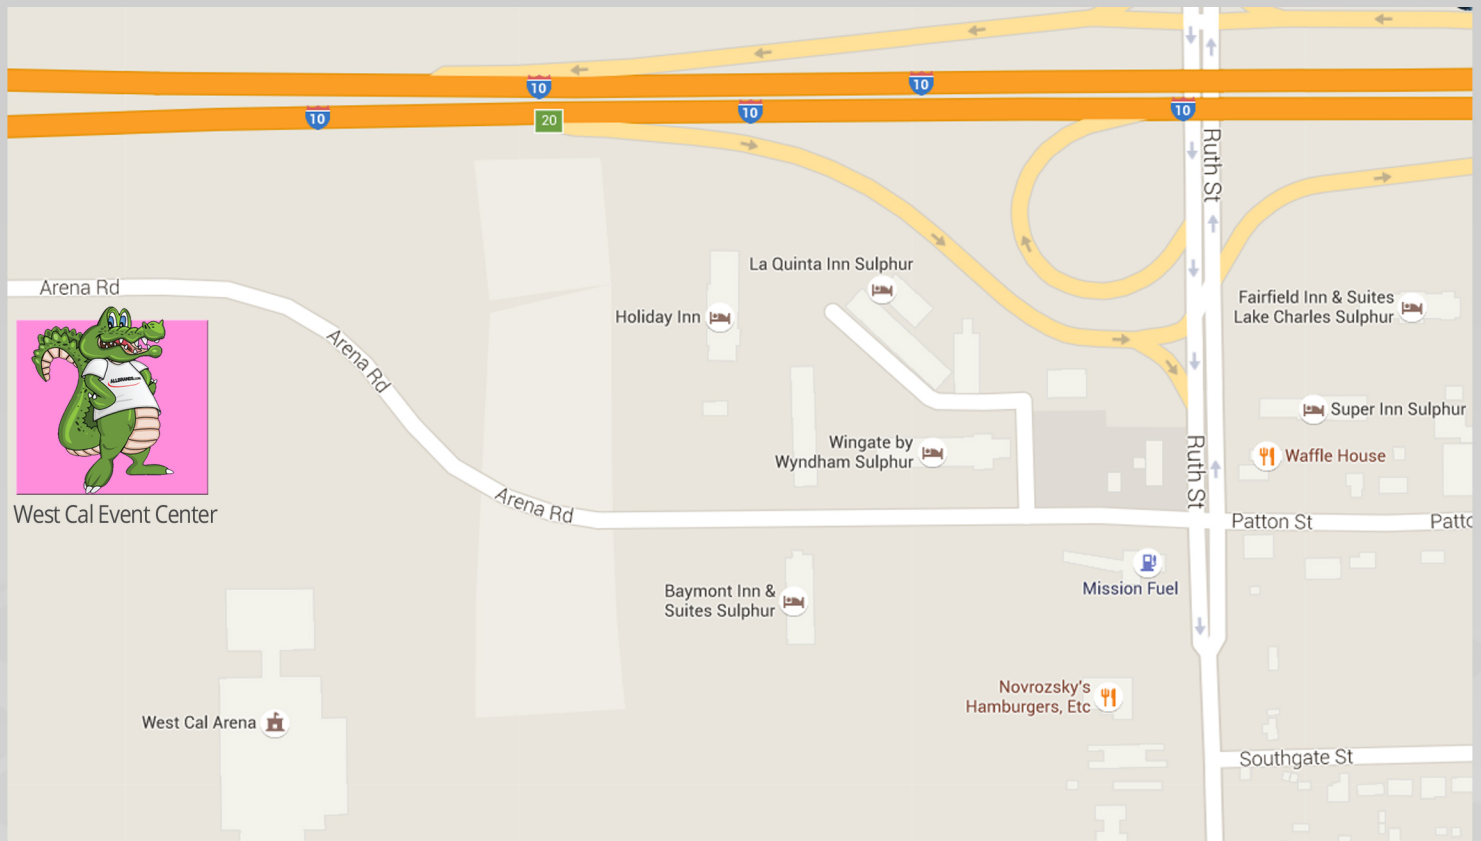 10
10
10
10
10
20
Ruth St
La Quinta Inn Sulphur
Arena Rd
Holiday Inn
Fairfield Inn & Suites
Lake Charles Sulphur
Arena Rd
ALLBRANDS.com
Super Inn Sulphur
Wingate by
Wyndham Sulphur
Ruth St
Waffle House
Arena Rd
West Cal Event Center
Patton St
Patto
Mission Fuel
Baymont Inn &
Suites Sulphur
Novrozsky's
Hamburgers, Etc
West Cal Arena
Southgate St